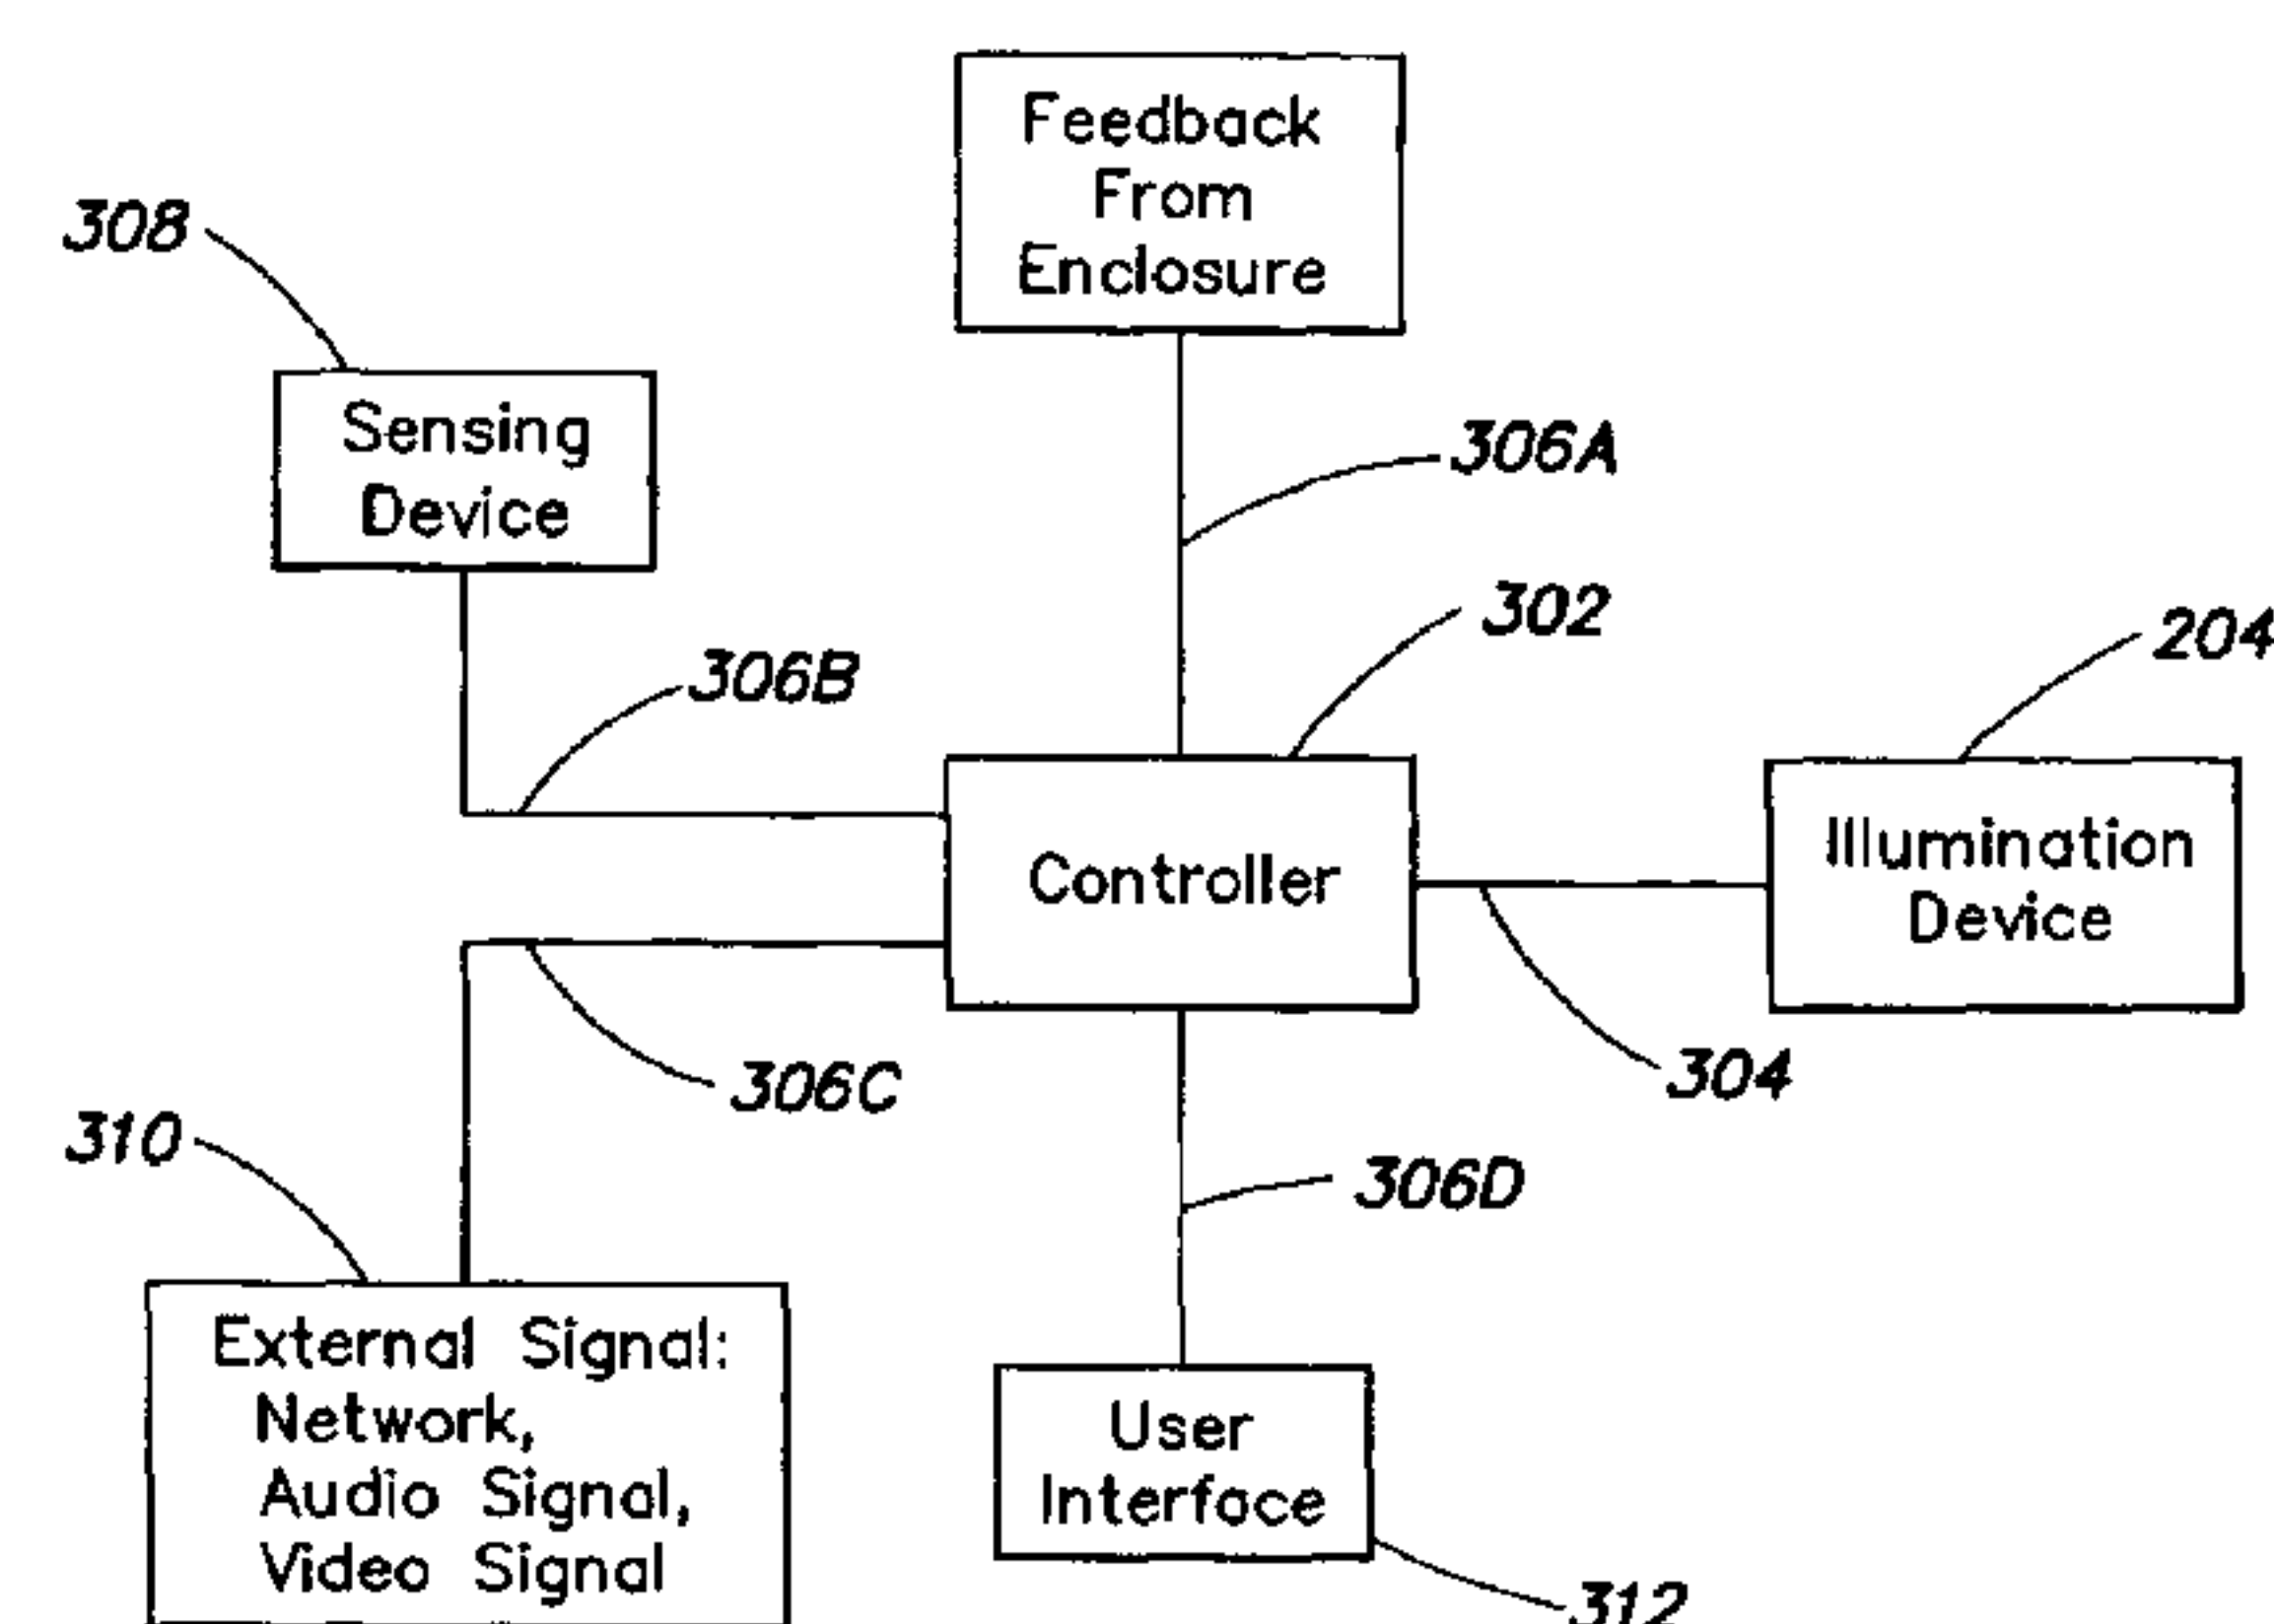 Feedback
From
Enclosure
308
Sensing
Device
306A
302
204
306B
Controller
Illumination
Device
304
306C
310
306D
External Signal:
Network,
Audio Signal,
Video Signal
User
Interface
312